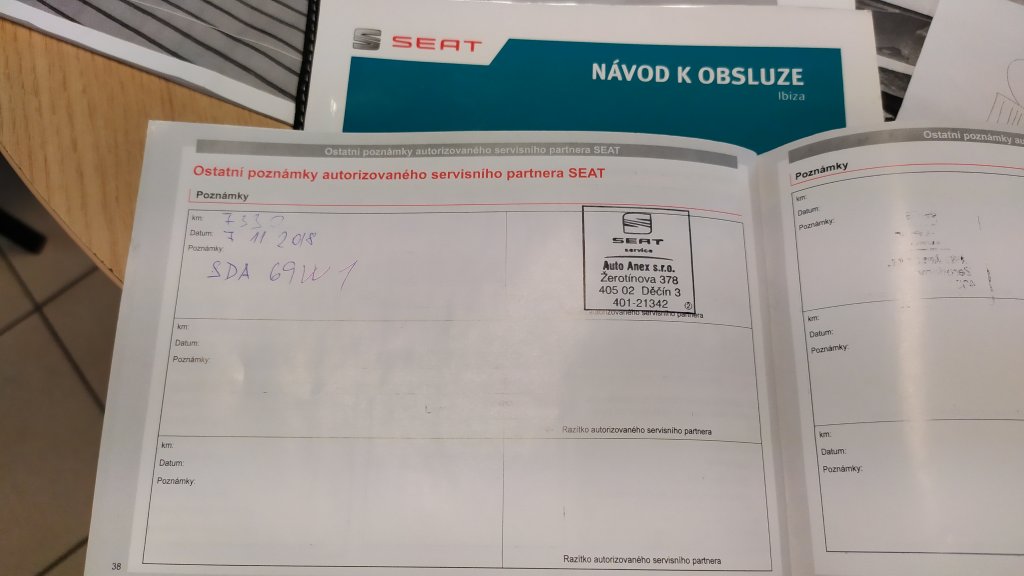 SEAT
NÁVOD K OBSLUZE
Ibiza
Ostatní poznámky autorizovaného servisního partnera SEAT
Ostatní poznámky autorizovaného servisního partnera SEAT
Poznámky
km: 7330
Datum: 7 11 2018
Poznámky:
SDA 69W1
SEAT
service
Auto Anex s.r.o.
Žerotínova 378
405 02 Děčín 3
401-21342
autorizovaného servisního partnera
km:
Datum:
Poznámky:
Razítko autorizovaného servisního partnera
km:
Datum:
Poznámky:
Razítko autorizovaného servisního partnera
38
Ostatní poznámky
Poznámky
km:
Datum:
Poznámky:
km:
Datum:
Poznámky:
km:
Datum:
Poznámky: